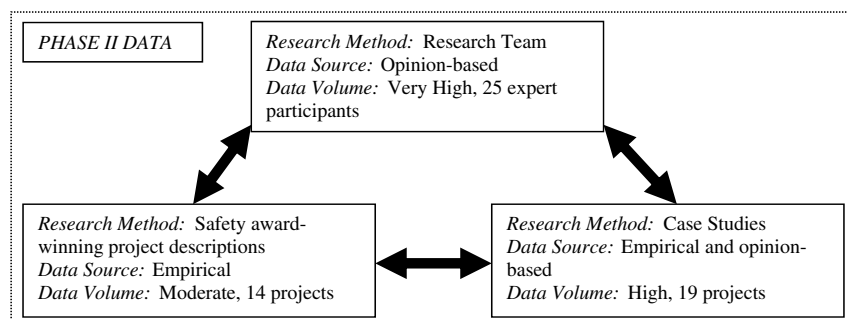 PHASE II DATA
Research Method: Research Team
Data Source: Opinion-based
Data Volume: Very High, 25 expert
participants
Research Method: Safety award-
winning project descriptions
Data Source: Empirical
Data Volume: Moderate, 14 projects
Research Method: Case Studies
Data Source: Empirical and opinion-
based
Data Volume: High, 19 projects